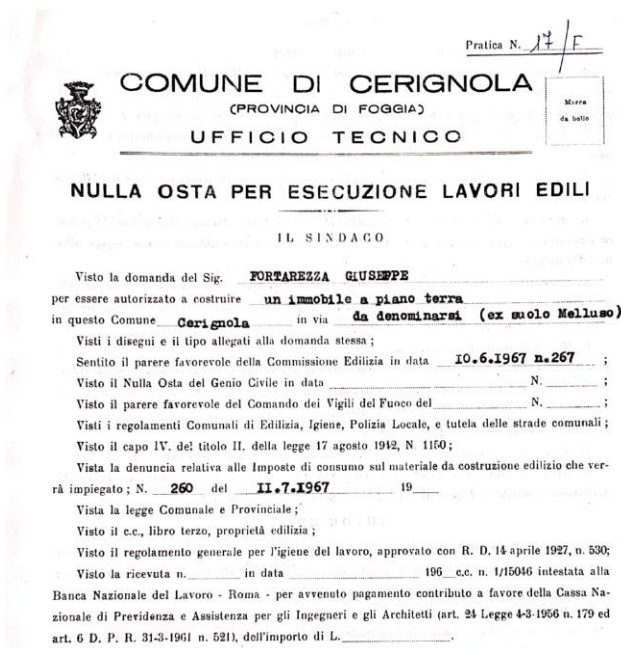 Pratica N. 17/F
COMUNE DI CERIGNOLA
(PROVINCIA DI FOGGIA)
UFFICIO TECNICO
Marca
da bollo
NULLA OSTA PER ESECUZIONE LAVORI EDILI
IL SINDACO
Visto la domanda del Sig. FORTAREZZA GIUSEPPE
per essere autorizzato a costruire un immobile a piano terra
in questo Comune Cerignola in via da denominarsi (ex suolo Melluso)
Visti i disegni e il tipo allegati alla domanda stessa ;
Sentito il parere favorevole della Commissione Edilizia in data IO.6.I967 n.267 ;
Visto il Nulla Osta del Genio Civile in data N. ;
Visto il parere favorevole del Comando dei Vigili del Fuoco del N. ;
Visti i regolamenti Comunali di Edilizia, Igiene, Polizia Locale, e tutela delle strade comunali ;
Visto il capo IV. del titolo II. della legge 17 agosto 1942, N 1150 ;
Vista la denuncia relativa alle Imposte di consumo sul materiale da costruzione edilizio che ver-
rà impiegato ; N. 260 del II.7.I967 19
Vista la legge Comunale e Provinciale ;
Visto il c.c., libro terzo, proprietà edilizia ;
Visto il regolamento generale per l'igiene del lavoro, approvato con R. D. 14 aprile 1927, n. 530;
Visto la ricevuta n. in data 196 c.c. n. 1/15046 intestata alla
Banca Nazionale del Lavoro - Roma - per avvenuto pagamento contributo a favore della Cassa Na-
zionale di Previdenza e Assistenza per gli Ingegneri e gli Architetti (art. 24 Legge 4-3-1956 n. 179 ed
art. 6 D. P. R. 31-3-1961 n. 521), dell'importo di L. .